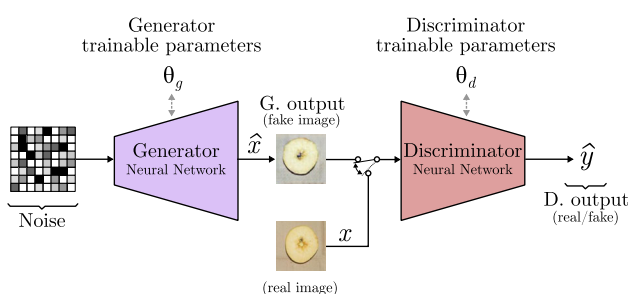 Generator
trainable parameters
θg
Discriminator
trainable parameters
θd
G. output
(fake image)
Generator
Neural Network
x̂
Discriminator
Neural Network
ŷ
Noise
D. output
(real/fake)
x
(real image)